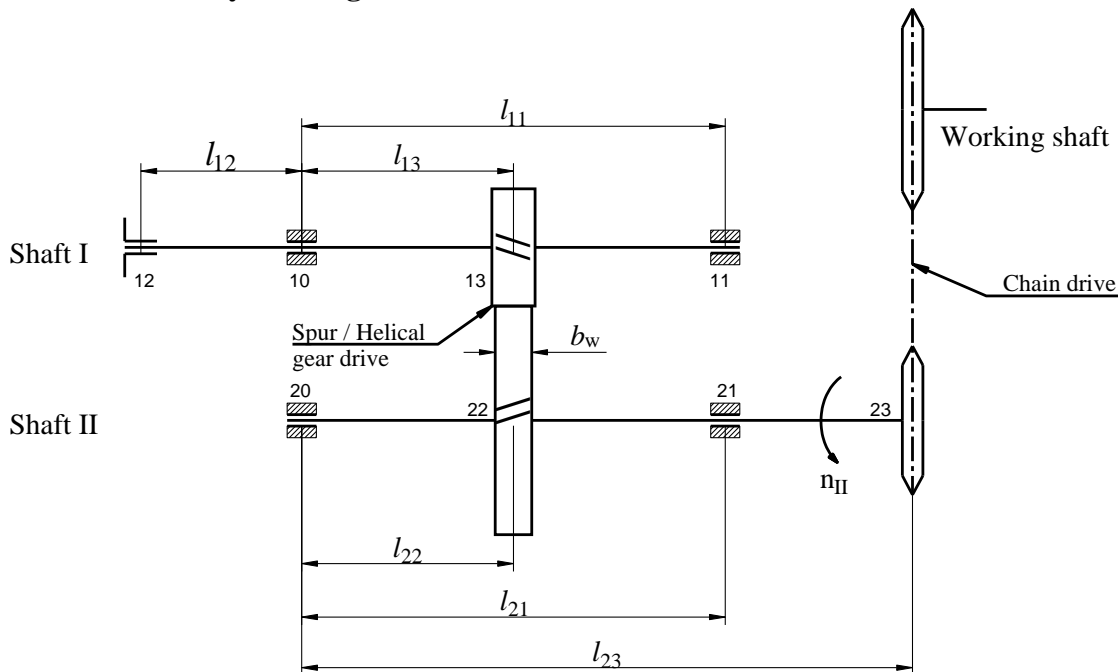 l11
Working shaft
l12
l13
Shaft I
12
10
13
11
Chain drive
Spur / Helical
gear drive
bw
20
21
Shaft II
22
23
nII
l22
l21
l23